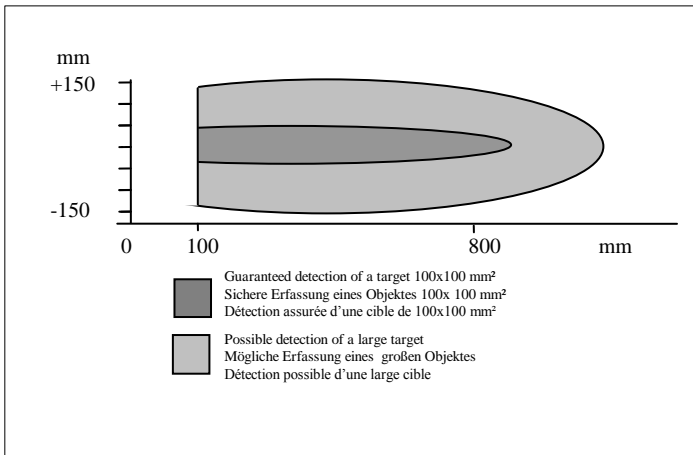 mm
+150
-150
0 100 800 mm
Guaranteed detection of a target 100x100 mm²
Sichere Erfassung eines Objektes 100x 100 mm²
Détection assurée d’une cible de 100x100 mm²
Possible detection of a large target
Mögliche Erfassung eines  großen Objektes
Détection possible d’une large cible